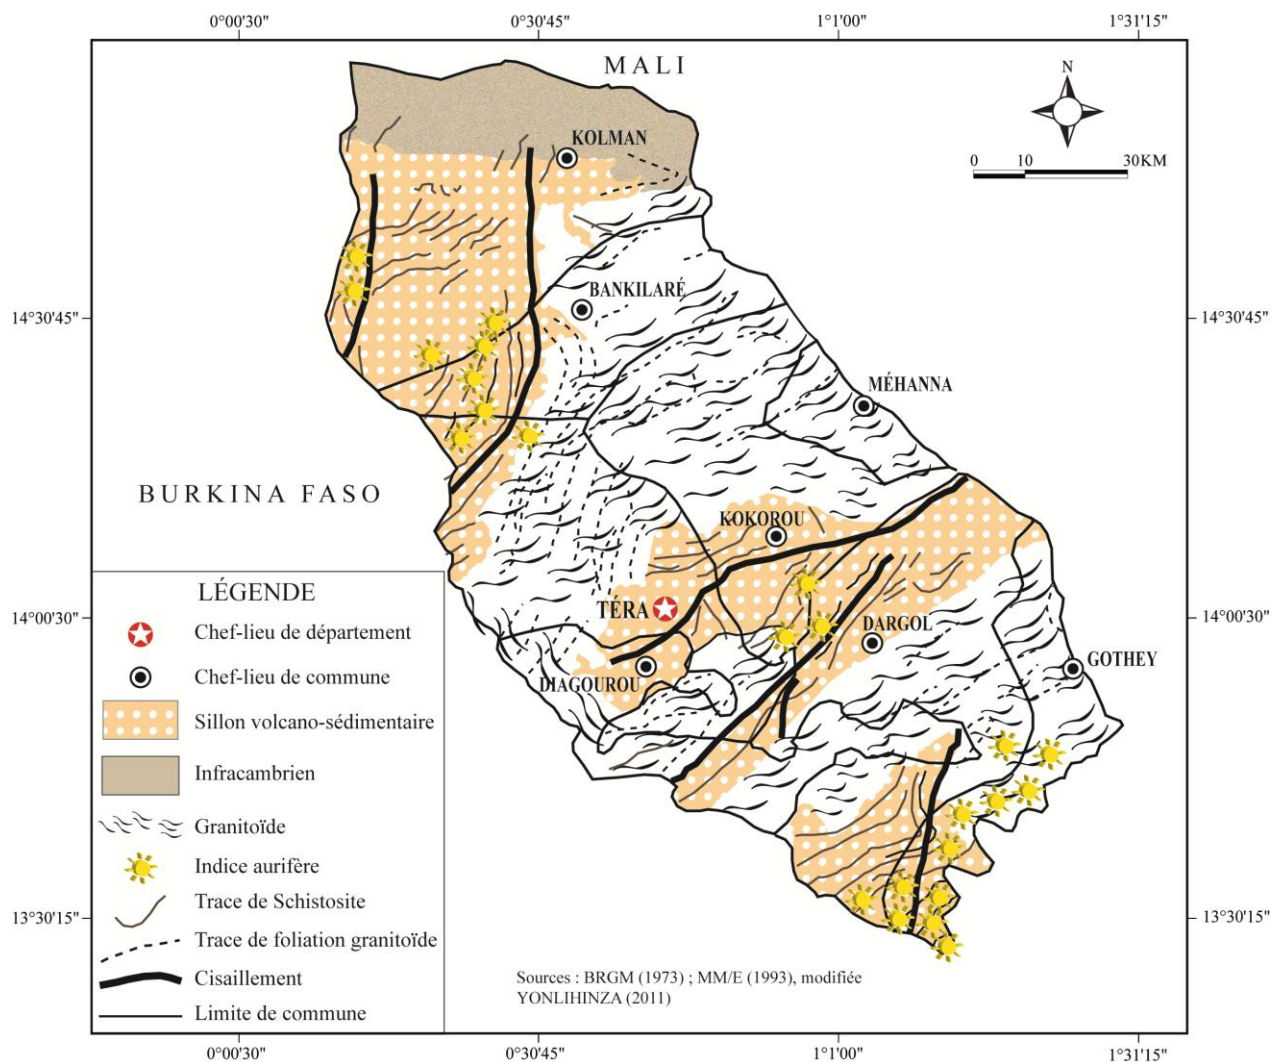 0°00'30"
0°30'45"
1°1'00"
1°31'15"
MALI
N
KOLMAN
0
10
30KM
BANKILARÉ
14°30'45"
14°30'45"
MÉHANNA
BURKINA FASO
KOKOROU
LÉGENDE
TÉRA
14°00'30"
14°00'30"
DARGOL
Chef-lieu de département
GOTHEY
Chef-lieu de commune
DIAGOUROU
Sillon volcano-sédimentaire
Infracambrien
Granitoïde
Indice aurifère
Trace de Schistosite
13°30'15"
13°30'15"
Trace de foliation granitoïde
Cisaillement
Limite de commune
Sources : BRGM (1973) ; MM/E (1993), modifiée
YONLIHINZA (2011)
0°00'30"
0°30'45"
1°1'00"
1°31'15"